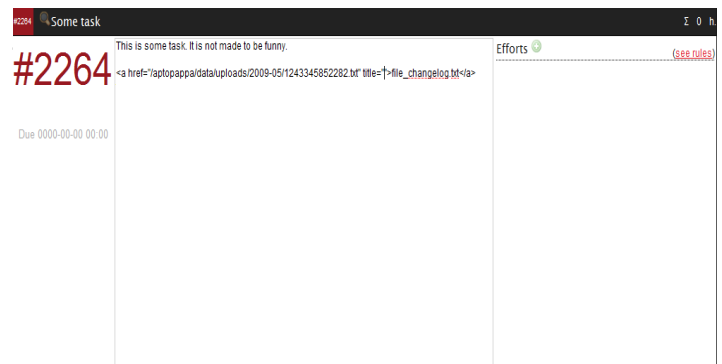 #2264 Some task Σ 0 h.
#2264
Due 0000-00-00 00:00
This is some task. It is not made to be funny.
<a href="/aptopappa/data/uploads/2009-05/1243345852282.txt" title="">file_changelog.txt</a>
Efforts
(see rules)